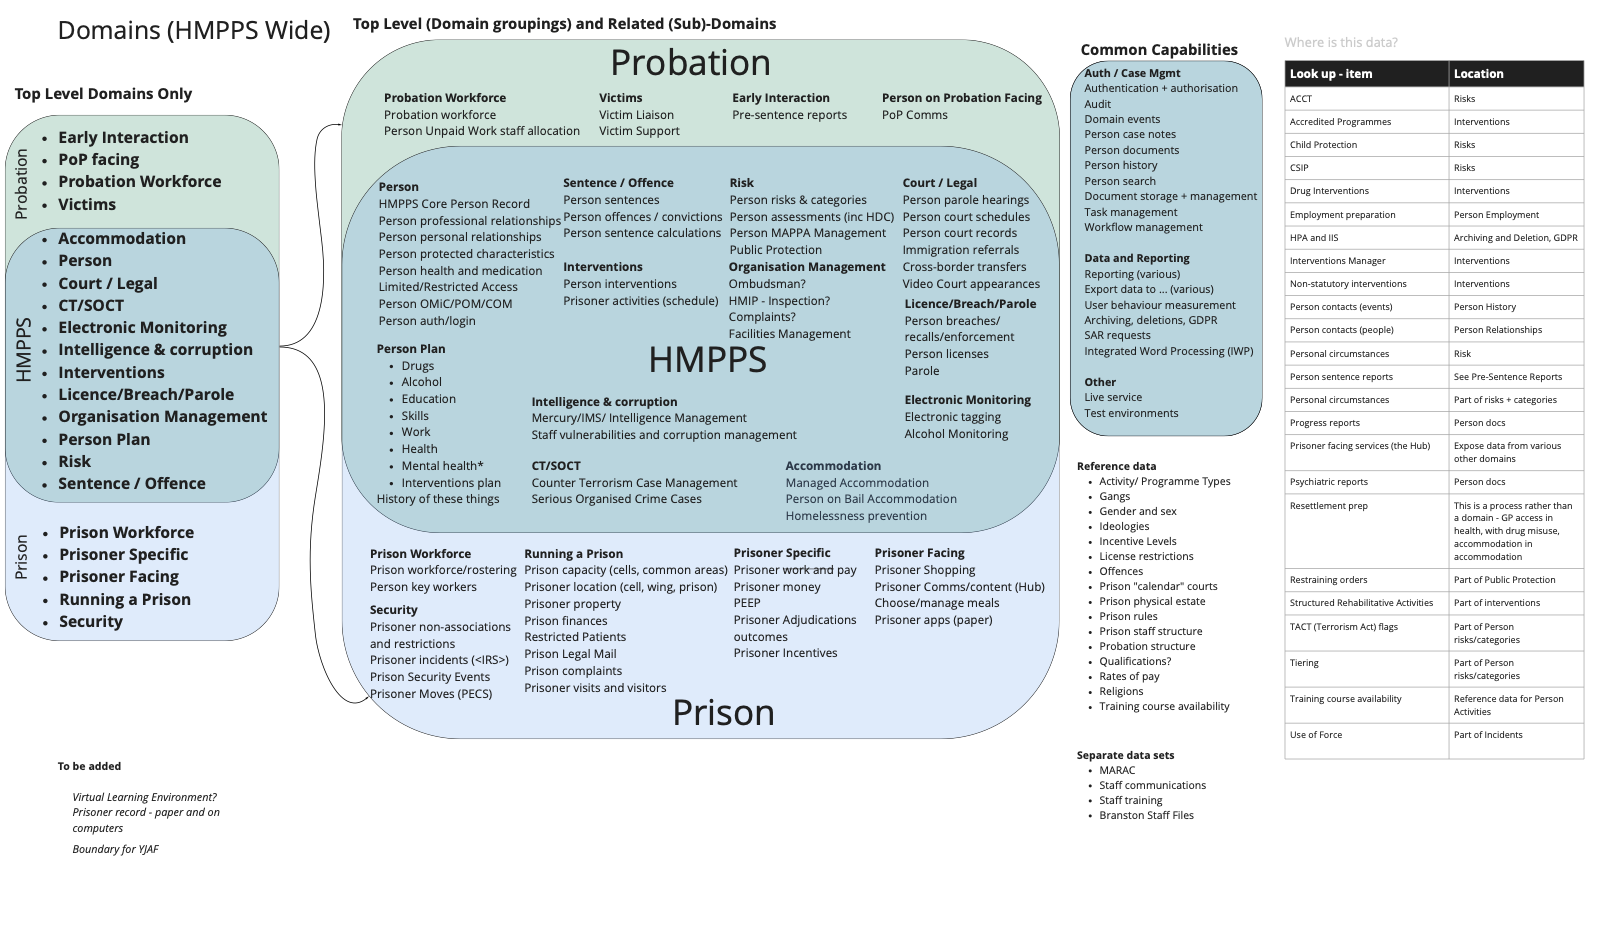 Domains (HMPPS Wide)
Top Level Domains Only
Probation
• Early Interaction
• PoP facing
• Probation Workforce
• Victims
HMPPS
• Accommodation
• Person
• Court / Legal
• CT/SOCT
• Electronic Monitoring
• Intelligence & corruption
• Interventions
• Licence/Breach/Parole
• Organisation Management
• Person Plan
• Risk
• Sentence / Offence
Prison
• Prison Workforce
• Prisoner Specific
• Prisoner Facing
• Running a Prison
• Security
To be added
Virtual Learning Environment?
Prisoner record - paper and on
computers
Boundary for YJAF
Top Level (Domain groupings) and Related (Sub)-Domains
Probation
Probation Workforce
Probation workforce
Person Unpaid Work staff allocation
Victims
Victim Liaison
Victim Support
Early Interaction
Pre-sentence reports
Person on Probation Facing
PoP Comms
Person
HMPPS Core Person Record
Person professional relationships
Person personal relationships
Person protected characteristics
Person health and medication
Limited/Restricted Access
Person OMiC/POM/COM
Person auth/login
Sentence / Offence
Person sentences
Person offences / convictions
Person sentence calculations
Interventions
Person interventions
Prisoner activities (schedule)
Risk
Person risks & categories
Person assessments (inc HDC)
Person MAPPA Management
Public Protection
Organisation Management
Ombudsman?
HMIP - Inspection?
Complaints?
Facilities Management
Court / Legal
Person parole hearings
Person court schedules
Person court records
Immigration referrals
Cross-border transfers
Video Court appearances
Licence/Breach/Parole
Person breaches/
recalls/enforcement
Person licenses
Parole
HMPPS
Person Plan
• Drugs
• Alcohol
• Education
• Skills
• Work
• Health
• Mental health*
• Interventions plan
History of these things
Intelligence & corruption
Mercury/IMS/ Intelligence Management
Staff vulnerabilities and corruption management
Electronic Monitoring
Electronic tagging
Alcohol Monitoring
CT/SOCT
Counter Terrorism Case Management
Serious Organised Crime Cases
Accommodation
Managed Accommodation
Person on Bail Accommodation
Homelessness prevention
Prison Workforce
Prison workforce/rostering
Person key workers
Security
Prisoner non-associations
and restrictions
Prisoner incidents (<IRS>)
Prison Security Events
Prisoner Moves (PECS)
Running a Prison
Prison capacity (cells, common areas)
Prisoner location (cell, wing, prison)
Prisoner property
Prison finances
Restricted Patients
Prison Legal Mail
Prison complaints
Prisoner visits and visitors
Prisoner Specific
Prisoner work and pay
Prisoner money
PEEP
Prisoner Adjudications
outcomes
Prisoner Incentives
Prisoner Facing
Prisoner Shopping
Prisoner Comms/content (Hub)
Choose/manage meals
Prisoner apps (paper)
Prison
Common Capabilities
Auth / Case Mgmt
Authentication + authorisation
Audit
Domain events
Person case notes
Person documents
Person history
Person search
Document storage + management
Task management
Workflow management
Data and Reporting
Reporting (various)
Export data to ... (various)
User behaviour measurement
Archiving, deletions, GDPR
SAR requests
Integrated Word Processing (IWP)
Other
Live service
Test environments
Reference data
• Activity/ Programme Types
• Gangs
• Gender and sex
• Ideologies
• Incentive Levels
• License restrictions
• Offences
• Prison "calendar" courts
• Prison physical estate
• Prison rules
• Prison staff structure
• Probation structure
• Qualifications?
• Rates of pay
• Religions
• Training course availability
Separate data sets
• MARAC
• Staff communications
• Staff training
• Branston Staff Files
Where is this data?
Look up - item Location
ACCT Risks
Accredited Programmes Interventions
Child Protection Risks
CSIP Risks
Drug Interventions Interventions
Employment preparation Person Employment
HPA and IIS Archiving and Deletion, GDPR
Interventions Manager Interventions
Non-statutory interventions Interventions
Person contacts (events) Person History
Person contacts (people) Person Relationships
Personal circumstances Risk
Person sentence reports See Pre-Sentence Reports
Personal circumstances Part of risks + categories
Progress reports Person docs
Prisoner facing services (the Hub) Expose data from various
other domains
Psychiatric reports Person docs
Resettlement prep This is a process rather than
a domain - GP access in
health, with drug misuse,
accommodation in
accommodation
Restraining orders Part of Public Protection
Structured Rehabilitative Activities Part of interventions
TACT (Terrorism Act) flags Part of Person
risks/categories
Tiering Part of Person
risks/categories
Training course availability Reference data for Person
Activities
Use of Force Part of Incidents